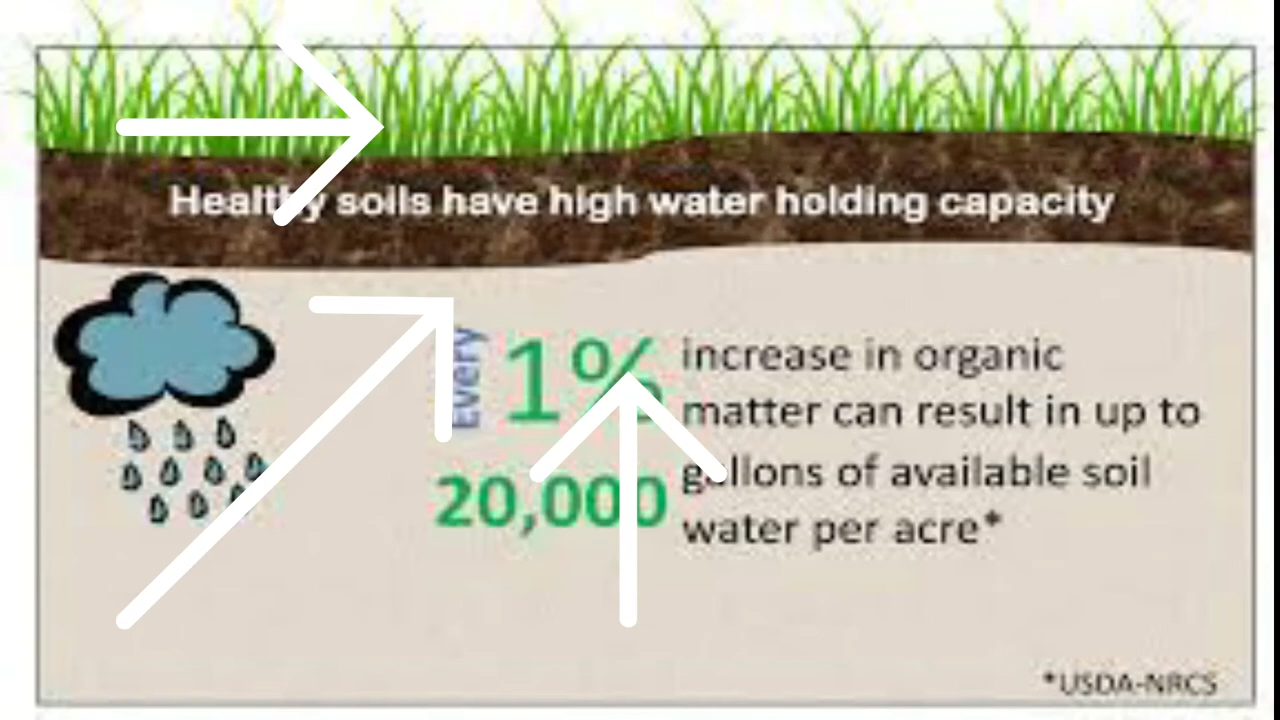 Healthy soils have high water holding capacity
Every 1% increase in organic
matter can result in up to
20,000 gallons of available soil
water per acre*
*USDA-NRCS